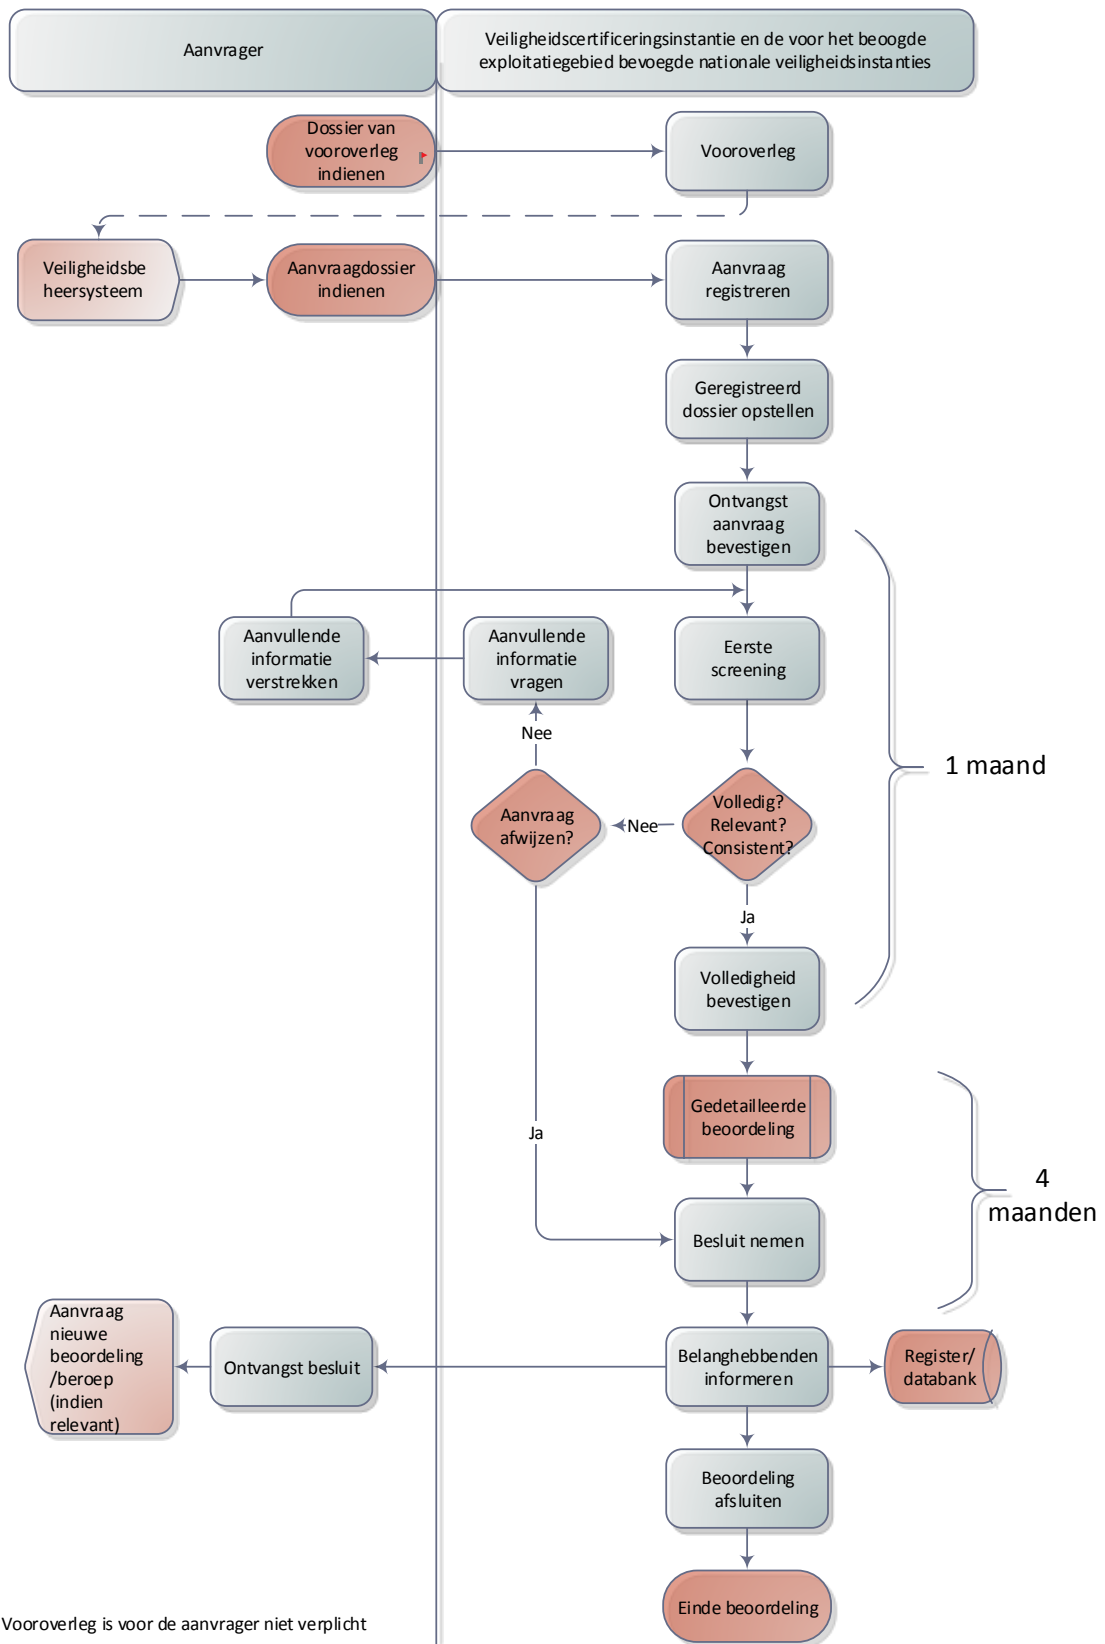 Aanvrager
Veiligheidscertificeringsinstantie en de voor het beoogde
exploitatiegebied bevoegde nationale veiligheidsinstanties
Dossier van
vooroverleg
indienen
Vooroverleg
Veiligheidsbe
heersysteem
Aanvraagdossier
indienen
Aanvraag
registreren
Geregistreerd
dossier opstellen
Ontvangst
aanvraag
bevestigen
Aanvullende
informatie
verstrekken
Aanvullende
informatie
vragen
Eerste
screening
Nee
1 maand
Aanvraag
afwijzen?
Nee
Volledig?
Relevant?
Consistent?
Ja
Volledigheid
bevestigen
Gedetailleerde
beoordeling
Ja
4
maanden
Besluit nemen
Aanvraag
nieuwe
beoordeling
/beroep
(indien
relevant)
Ontvangst besluit
Belanghebbenden
informeren
Register/
databank
Beoordeling
afsluiten
Einde beoordeling
Vooroverleg is voor de aanvrager niet verplicht